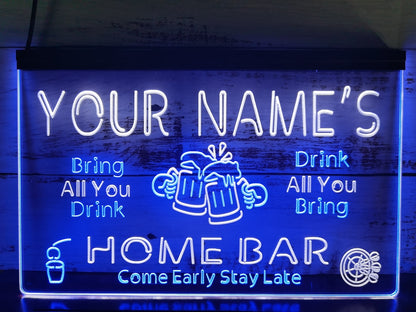 YOUR NAME'S
Bring
All You
Drink
Drink
All You
Bring
HOME BAR
Come Early Stay Late